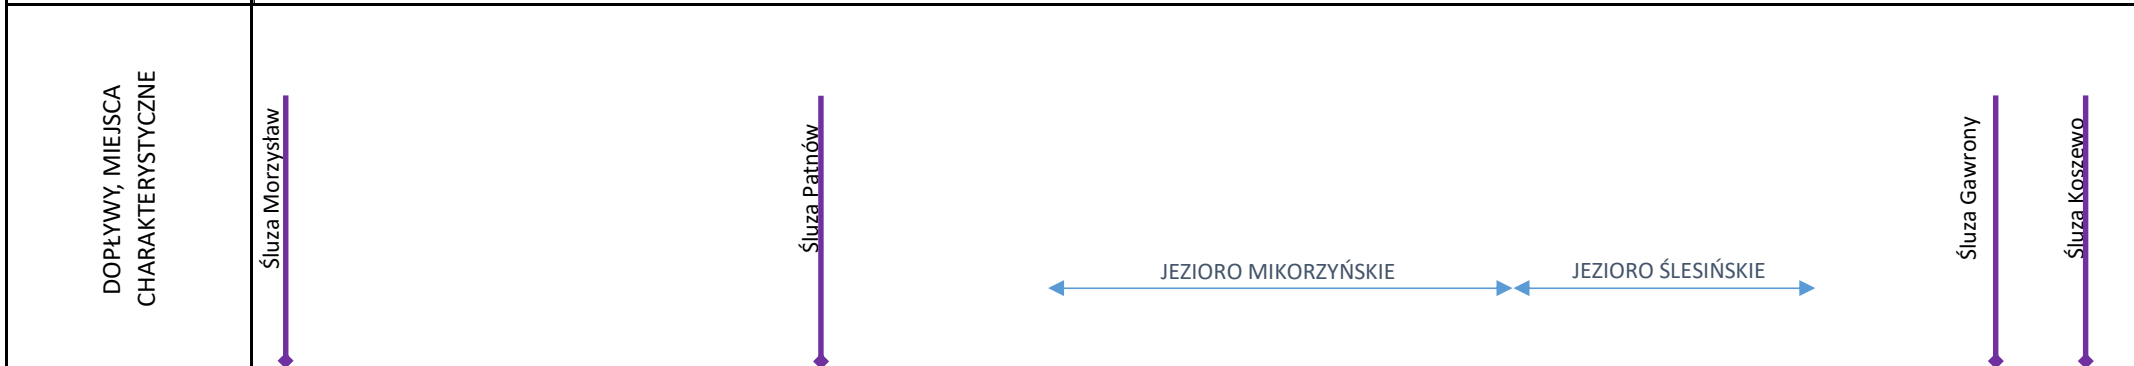 DOPŁYWY, MIEJSCA
CHARAKTERYSTYCZNE
Śluza Morzysław
Śluza Patnów
JEZIORO MIKORZYŃSKIE
JEZIORO ŚLESIŃSKIE
Śluza Gawrony
Śluza Koszewo